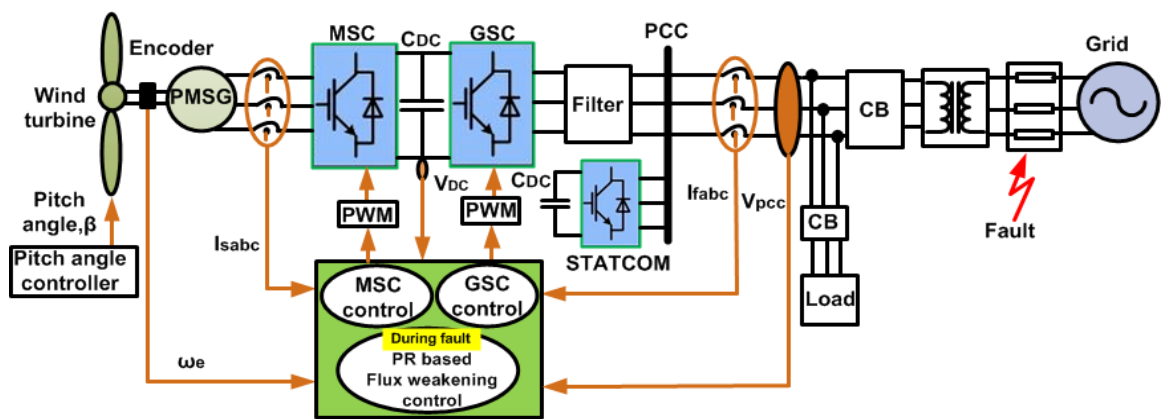 Encoder
Wind
turbine
PMSG
Pitch
angle,β
Pitch angle
controller
Isabc
ωe
MSC
CDC
GSC
VDC
PWM
PWM
MSC
control
GSC
control
During fault
PR based
Flux weakening
control
Filter
CDC
STATCOM
PCC
Ifabc
Vpcc
CB
CB
Load
Fault
Grid